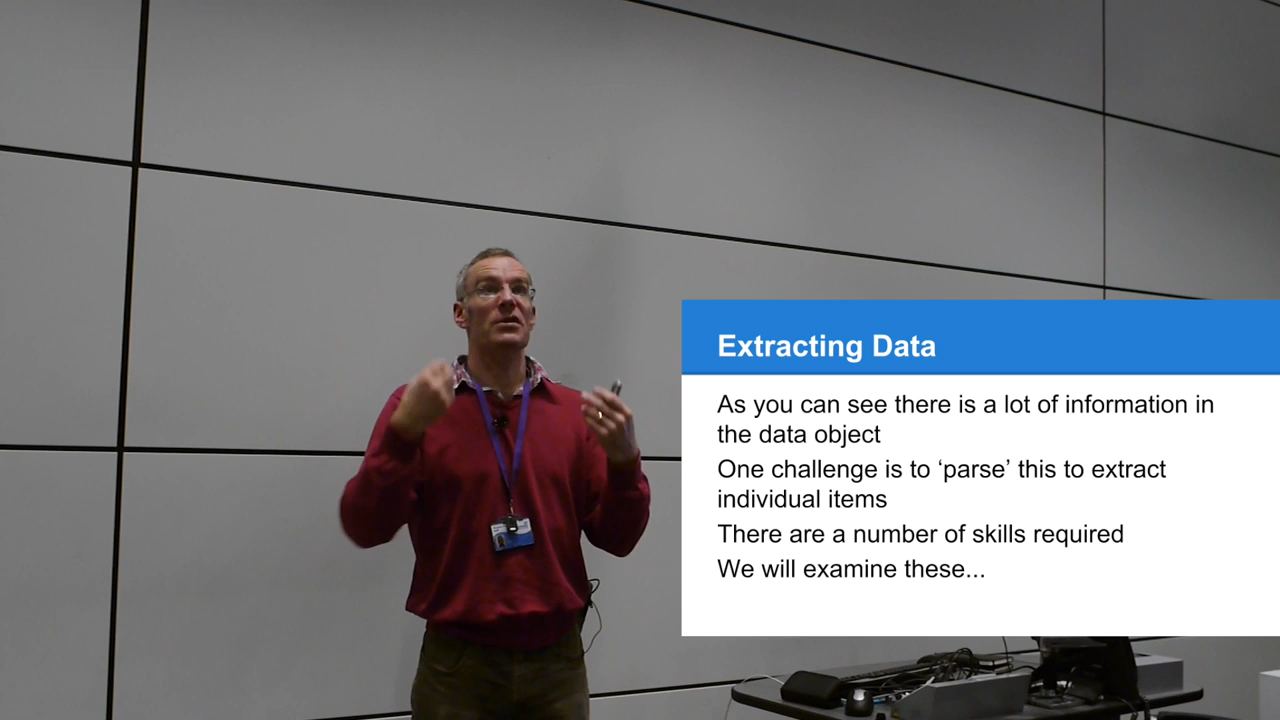 Extracting Data
As you can see there is a lot of information in
the data object
One challenge is to ‘parse’ this to extract
individual items
There are a number of skills required
We will examine these...